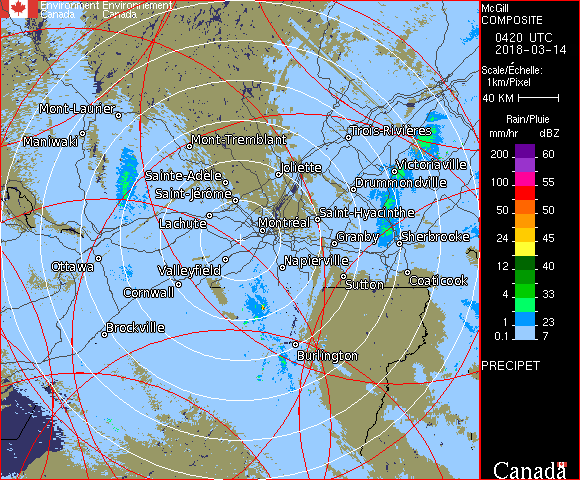 Environment Environnement
Canada Canada
McGill
COMPOSITE
0420 UTC
2018-03-14
Scale/Échelle:
1km/Pixel
40 KM
Rain/Pluie
mm/hr dBZ
200 60
150 55
100 55
50 50
24 45
12 40
4 33
1 23
0.1 7
PRECIPET
Canada
Mont-Laurier
Maniwaki
Mont-Tremblant
Trois-Rivières
Joliette
Victoriaville
Sainte-Adèle
Drummondville
Saint-Jérôme
Saint-Hyacinthe
Lachute
Montréal
Granby
Sherbrooke
Ottawa
Valleyfield
Napierville
Cornwall
Sutton
Coaticook
Brockville
Burlington